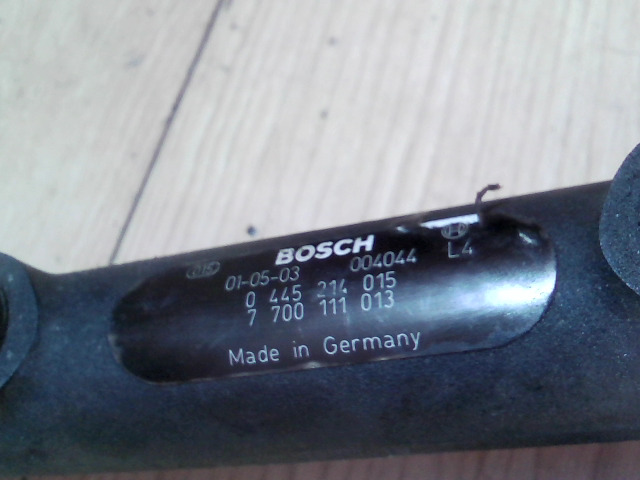 BOSCH
01-05-03 004044 L4
0 445 214 015
7 700 111 013
Made in Germany